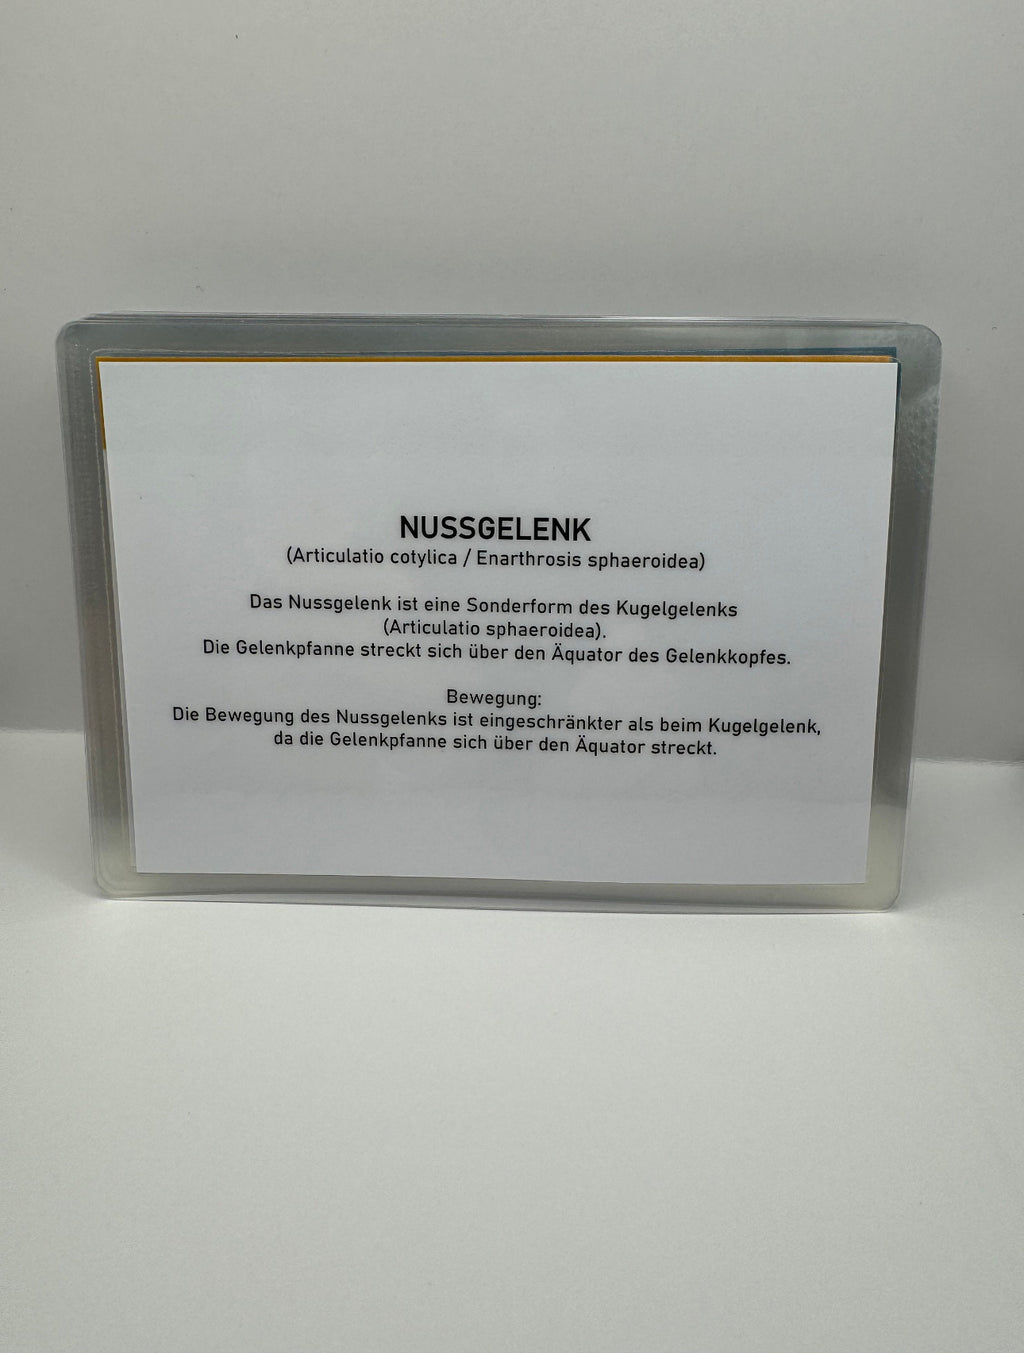 NUSSGELENK
(Articulatio cotylica / Enarthrosis sphaeroidea)
Das Nussgelenk ist eine Sonderform des Kugelgelenks
(Articulatio sphaeroidea).
Die Gelenkpfanne streckt sich über den Äquator des Gelenkkopfes.
Bewegung:
Die Bewegung des Nussgelenks ist eingeschränkter als beim Kugelgelenk,
da die Gelenkpfanne sich über den Äquator streckt.